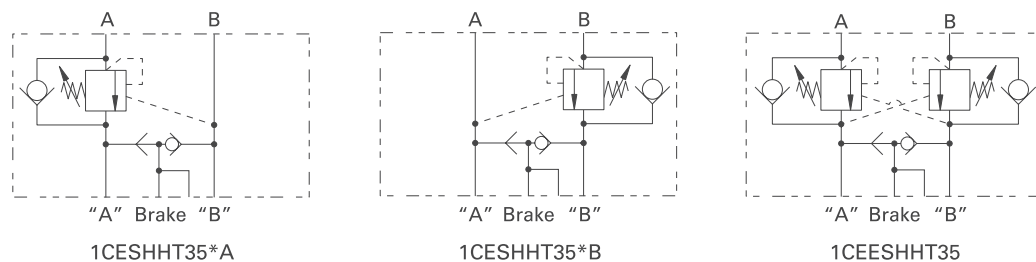 A B
"A" Brake "B"
1CESHHT35*A
A B
“A” Brake “B”
1CESHHT35*B
A B
“A” Brake “B”
1CEESHHT35